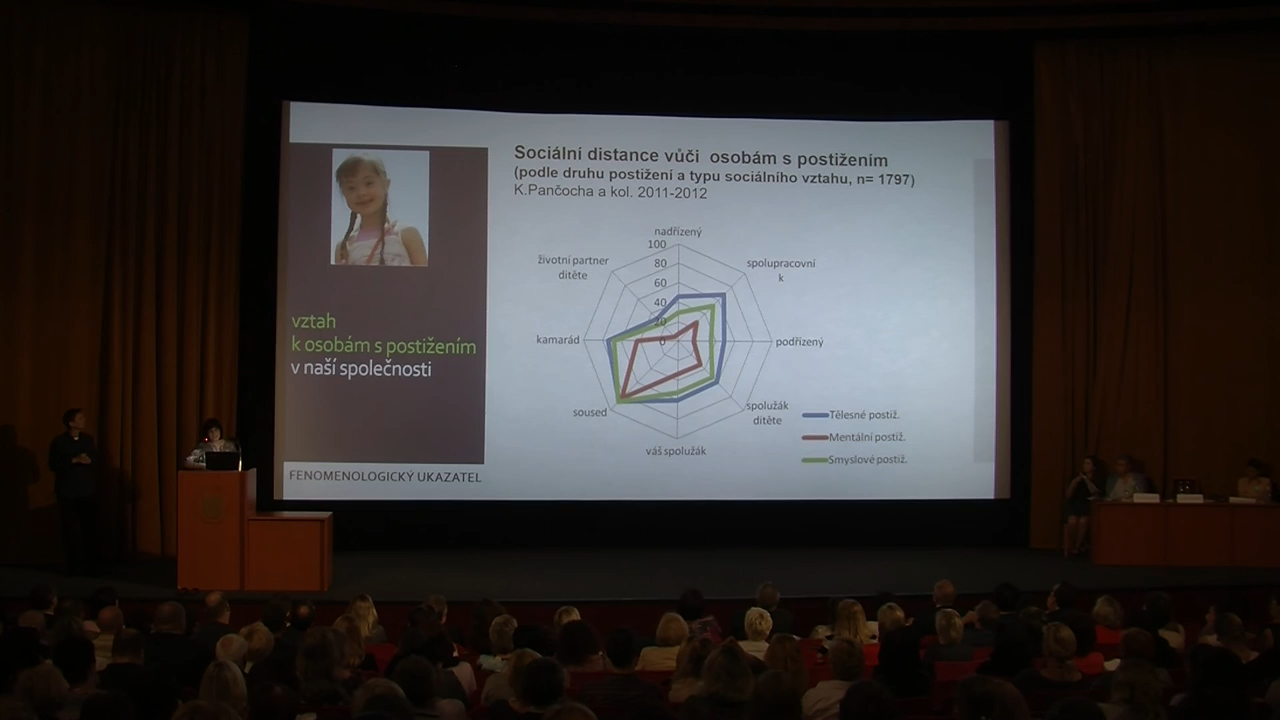 Sociální distance vůči osobám s postižením
(podle druhu postižení a typu sociálního vztahu, n= 1797)
K.Pančocha a kol. 2011-2012
vztah
k osobám s postižením
v naší společnosti
FENOMENOLOGICKÝ UKAZATEL
nadřízený
100
80
60
40
20
0
spolupracovní
k
podřízený
spolužák
dítěte
váš spolužák
soused
kamarád
životní partner
dítěte
Tělesné postiž.
Mentální postiž.
Smyslové postiž.